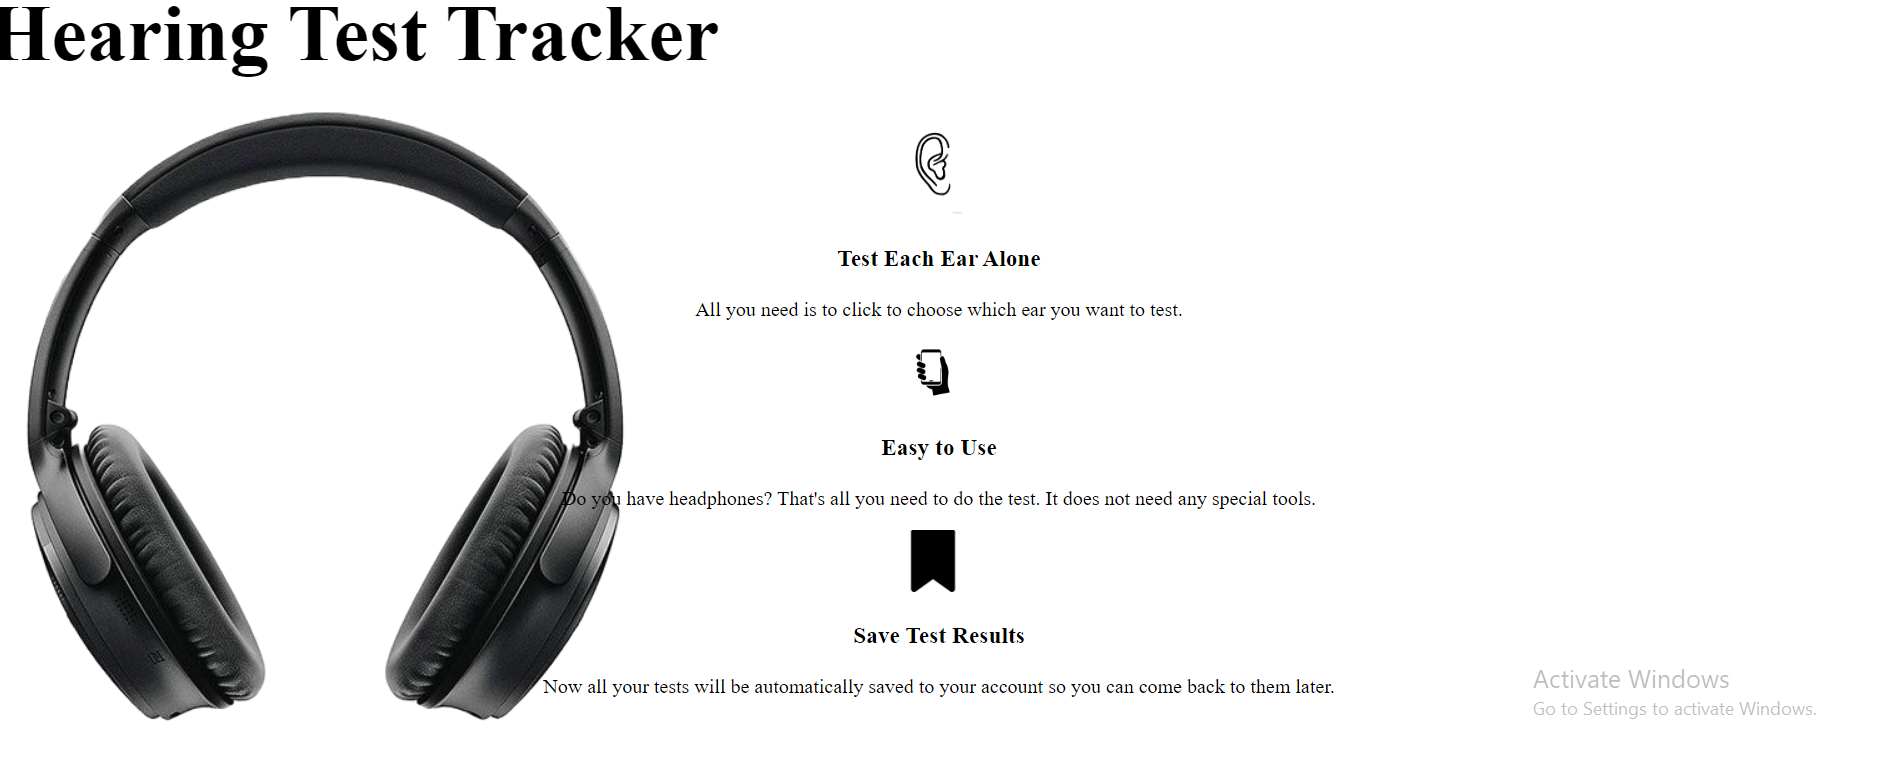 Hearing Test Tracker
Test Each Ear Alone
All you need is to click to choose which ear you want to test.
Easy to Use
Do you have headphones? That's all you need to do the test. It does not need any special tools.
Save Test Results
Now all your tests will be automatically saved to your account so you can come back to them later.
Activate Windows
Go to Settings to activate Windows.